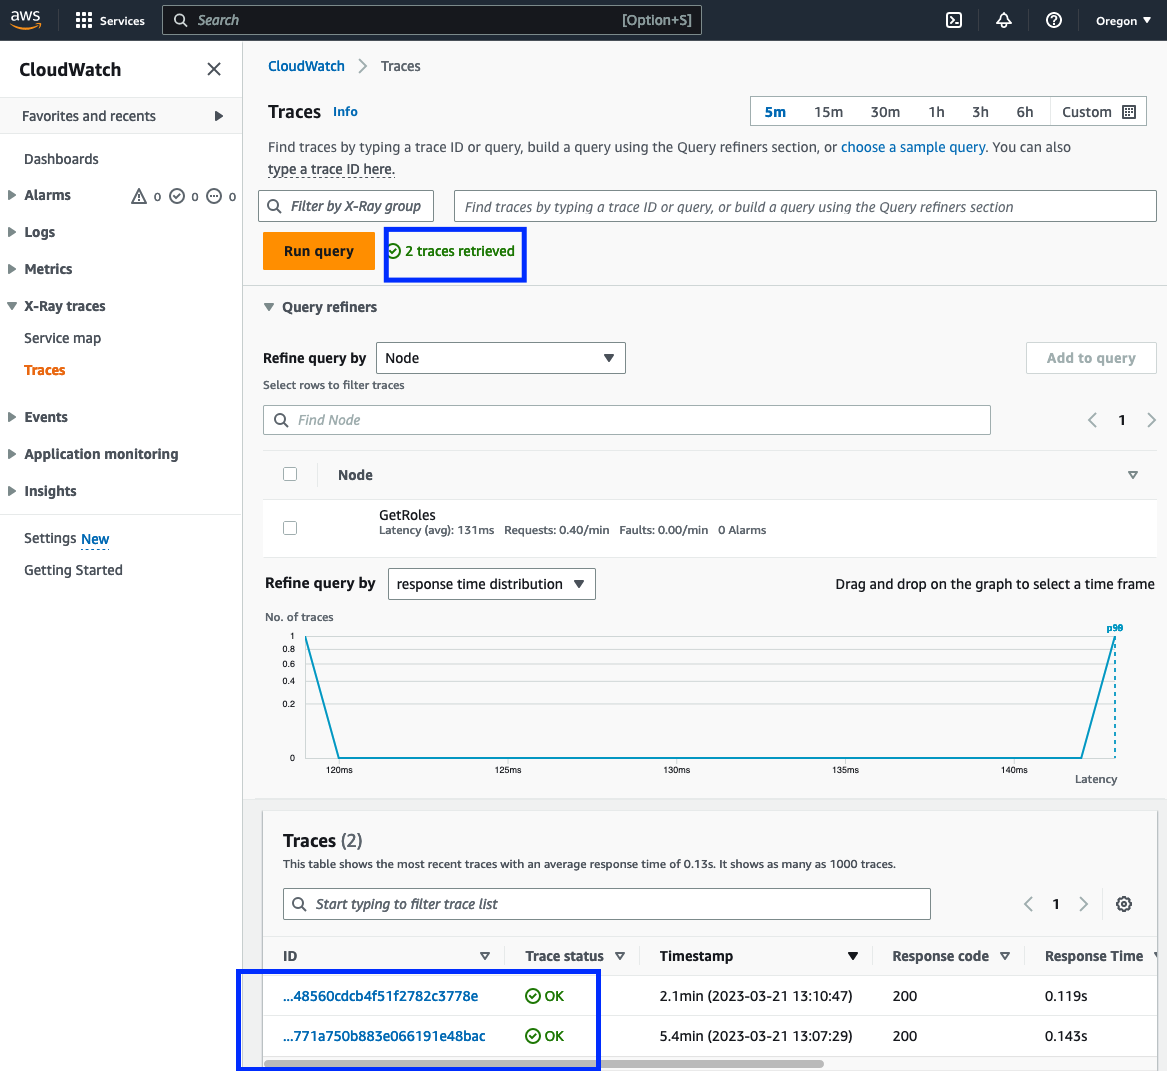 aws Services Search [Option+S] Oregon
CloudWatch
Favorites and recents
Dashboards
Alarms 0 0 0
Logs
Metrics
X-Ray traces
Service map
Traces
Events
Application monitoring
Insights
Settings New
Getting Started
CloudWatch Traces
Traces Info
5m 15m 30m 1h 3h 6h Custom
Find traces by typing a trace ID or query, build a query using the Query refiners section, or choose a sample query. You can also
type a trace ID here.
Filter by X-Ray group
Find traces by typing a trace ID or query, or build a query using the Query refiners section
Run query
2 traces retrieved
Query refiners
Refine query by Node Add to query
Select rows to filter traces
Find Node 1
Node
GetRoles
Latency (avg): 131ms Requests: 0.40/min Faults: 0.00/min 0 Alarms
Refine query by response time distribution Drag and drop on the graph to select a time frame
No. of traces
1
0.8
0.6
0.4
0.2
0
120ms 125ms 130ms 135ms 140ms
Latency
Traces (2)
This table shows the most recent traces with an average response time of 0.13s. It shows as many as 1000 traces.
Start typing to filter trace list 1
ID Trace status Timestamp Response code Response Time
...48560cdcb4f51f2782c3778e OK 2.1min (2023-03-21 13:10:47) 200 0.119s
...771a750b883e066191e48bac OK 5.4min (2023-03-21 13:07:29) 200 0.143s